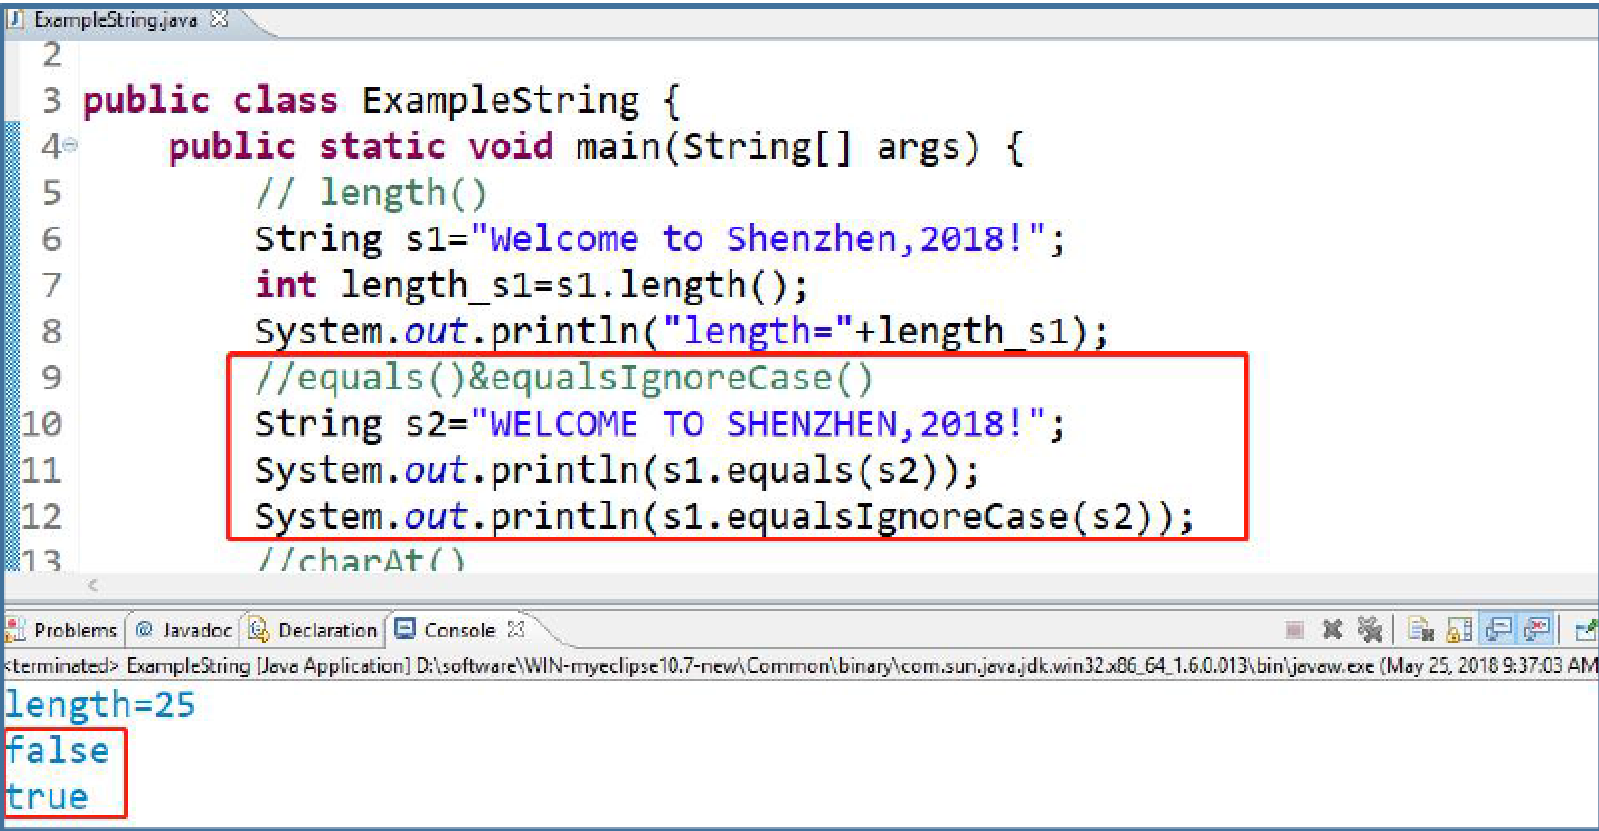 ExampleString.java
2
3 public class ExampleString {
4 public static void main(String[] args) {
5 // length()
6 String s1="Welcome to Shenzhen,2018!";
7 int length_s1=s1.length();
8 System.out.println("length="+length_s1);
9 //equals()&equalsIgnoreCase()
10 String s2="WELCOME TO SHENZHEN,2018!";
11 System.out.println(s1.equals(s2));
12 System.out.println(s1.equalsIgnoreCase(s2));
13 //charAt()
Problems @ Javadoc Declaration Console
<terminated> ExampleString [Java Application] D:\software\WIN-myeclipse10.7-new\Common\binary\com.sun.java.jdk.win32.x86_64_1.6.0.013\bin\javaw.exe (May 25, 2018 9:37:03 AM
length=25
false
true